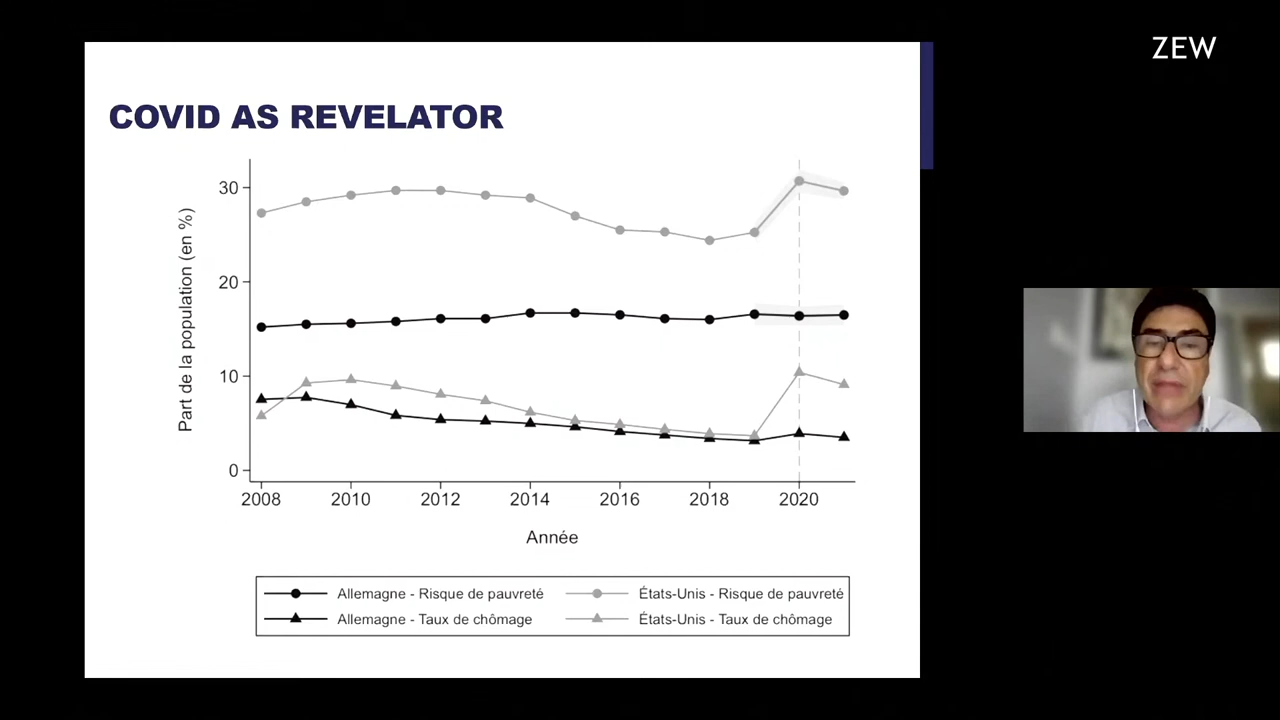 ZEW
COVID AS REVELATOR
Part de la population (en %)
30
20
10
0
2008 2010 2012 2014 2016 2018 2020
Année
Allemagne - Risque de pauvreté États-Unis - Risque de pauvreté
Allemagne - Taux de chômage États-Unis - Taux de chômage